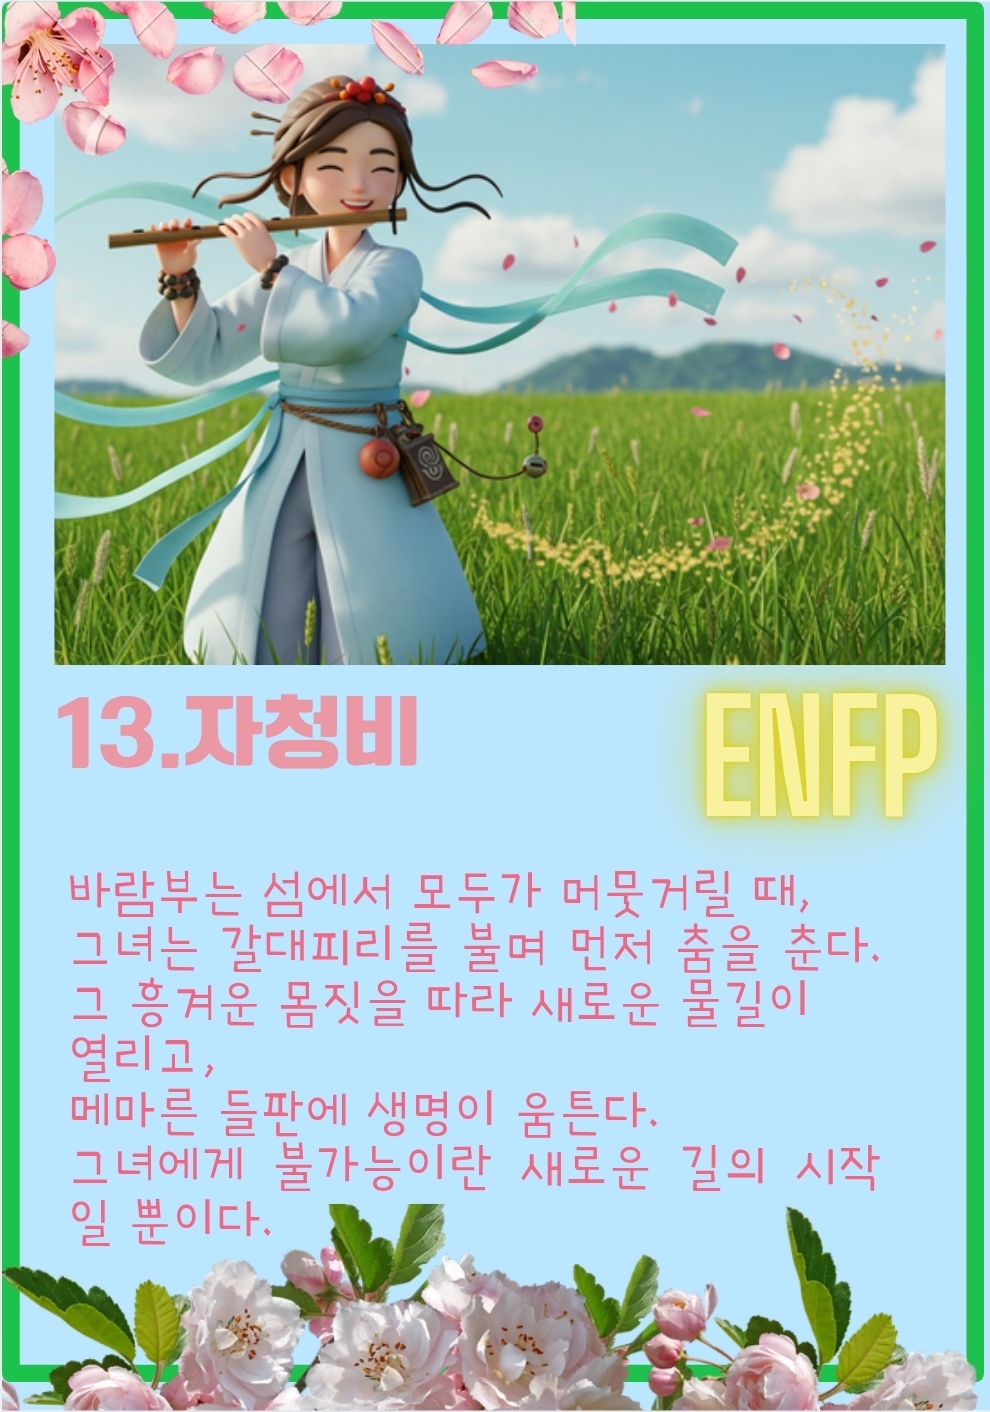 13.자청비
ENFP
바람부는 섬에서 모두가 머뭇거릴 때,
그녀는 갈대피리를 불며 먼저 춤을 춘다.
그 흥겨운 몸짓을 따라 새로운 물길이
열리고,
메마른 들판에 생명이 움튼다.
그녀에게 불가능이란 새로운 길의 시작
일 뿐이다.